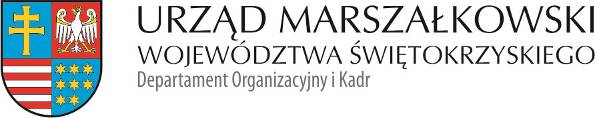 URZĄD MARSZAŁKOWSKI
WOJEWÓDZTWA ŚWIĘTOKRZYSKIEGO
Departament Organizacyjny i Kadr